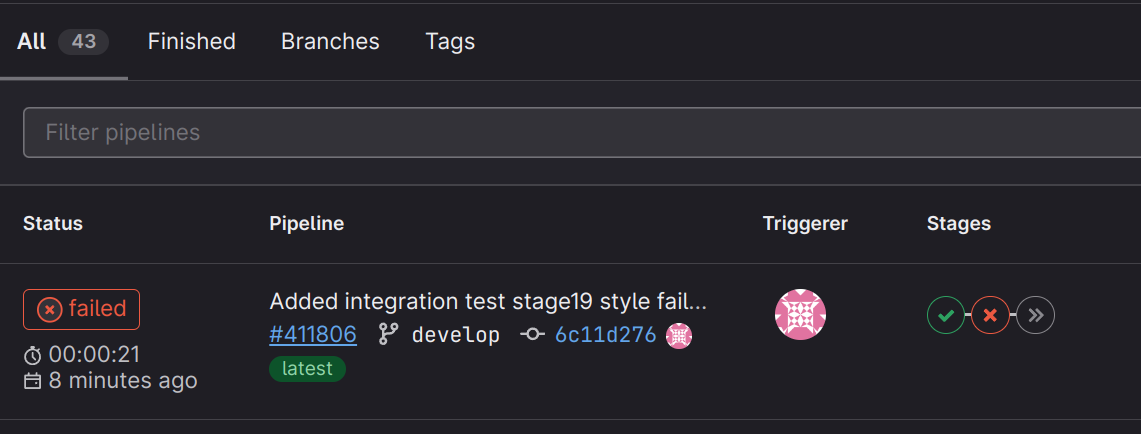 All 43 Finished Branches Tags
Filter pipelines
Status Pipeline Triggerer Stages
failed Added integration test stage19 style fail...
#411806 develop 6c11d276
00:00:21 latest
8 minutes ago